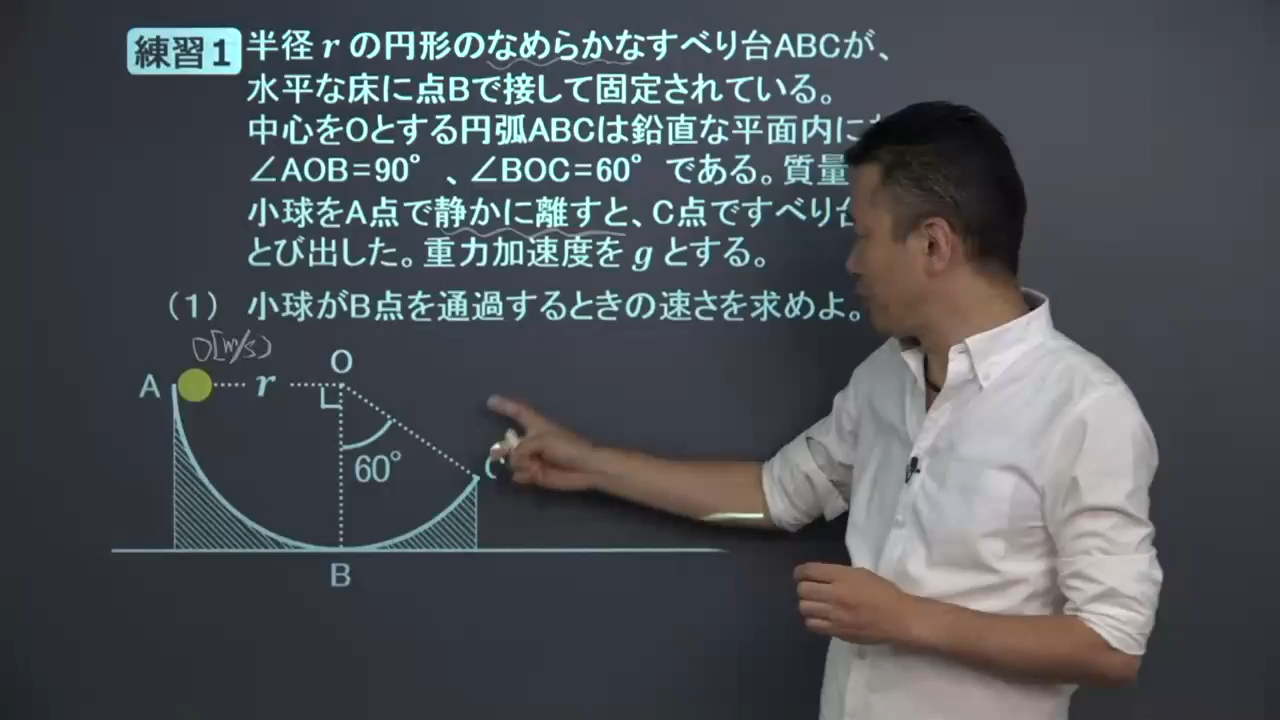 練習1
半径 r の円形のなめらかなすべり台ABCが、
水平な床に点Bで接して固定されている。
中心をOとする円弧ABCは鉛直な平面内に
∠AOB=90°、∠BOC=60°である。質量
小球をA点で静かに離すと、C点ですべり台
とび出した。重力加速度を g とする。
(1) 小球がB点を通過するときの速さを求めよ。
0[m/s]
O
A
r
60°
C
B